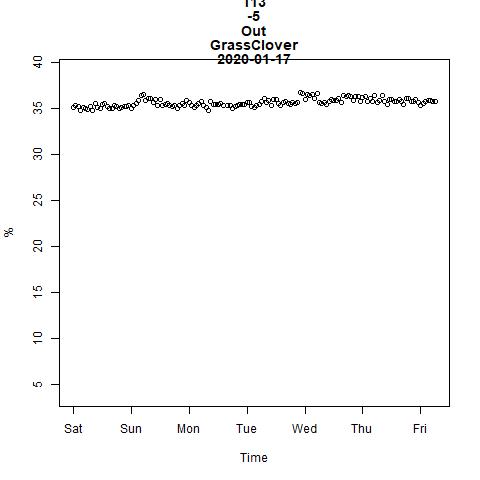 113
-5
Out
GrassClover
2020-01-17
40
35
30
25
20
15
10
5
%
Sat
Sun
Mon
Tue
Wed
Thu
Fri
Time